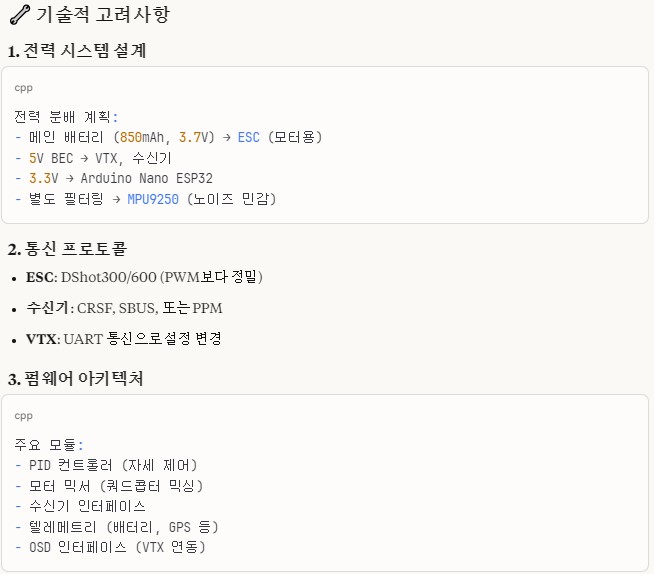 🔧 기술적 고려사항
1. 전력 시스템 설계
cpp
전력 분배 계획:
- 메인 배터리 (850mAh, 3.7V) → ESC (모터용)
- 5V BEC → VTX, 수신기
- 3.3V → Arduino Nano ESP32
- 별도 필터링 → MPU9250 (노이즈 민감)
2. 통신 프로토콜
• ESC: DShot300/600 (PWM보다 정밀)
• 수신기: CRSF, SBUS, 또는 PPM
• VTX: UART 통신으로 설정 변경
3. 펌웨어 아키텍처
cpp
주요 모듈:
- PID 컨트롤러 (자세 제어)
- 모터 믹서 (쿼드콥터 믹싱)
- 수신기 인터페이스
- 텔레메트리 (배터리, GPS 등)
- OSD 인터페이스 (VTX 연동)